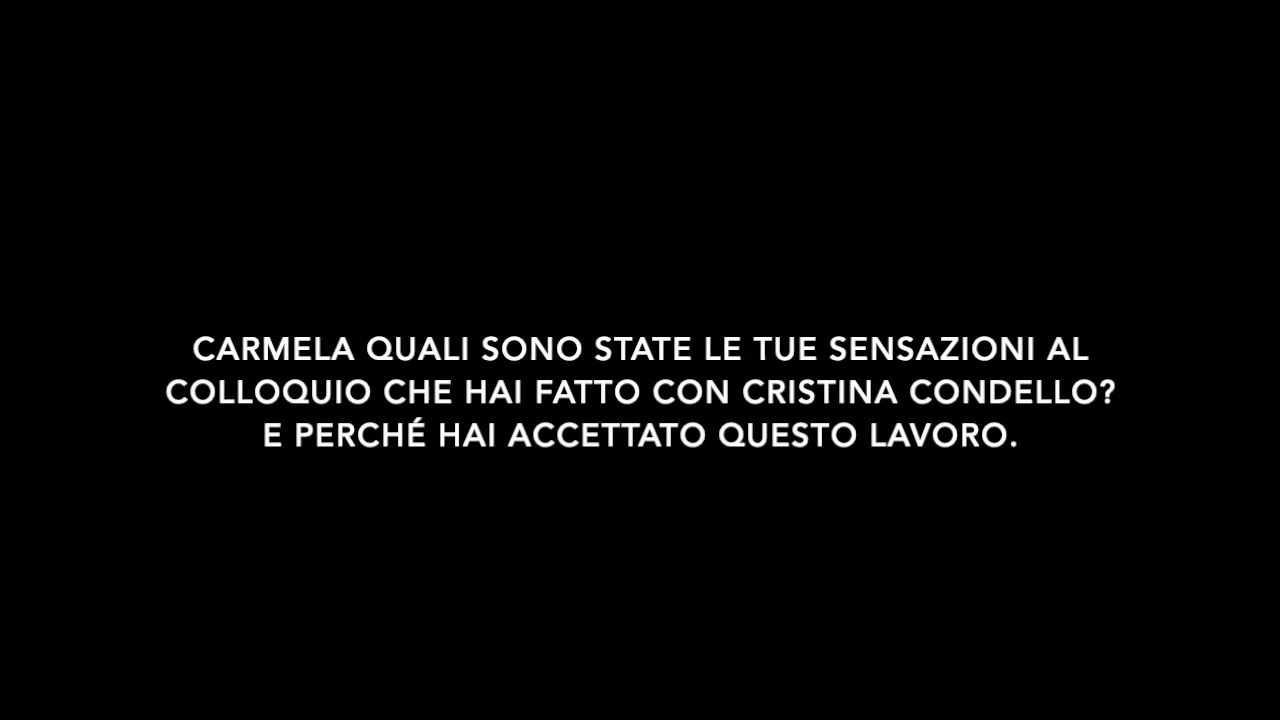 CARMELA QUALI SONO STATE LE TUE SENSAZIONI AL
COLLOQUIO CHE HAI FATTO CON CRISTINA CONDELLO?
E PERCHÉ HAI ACCETTATO QUESTO LAVORO.